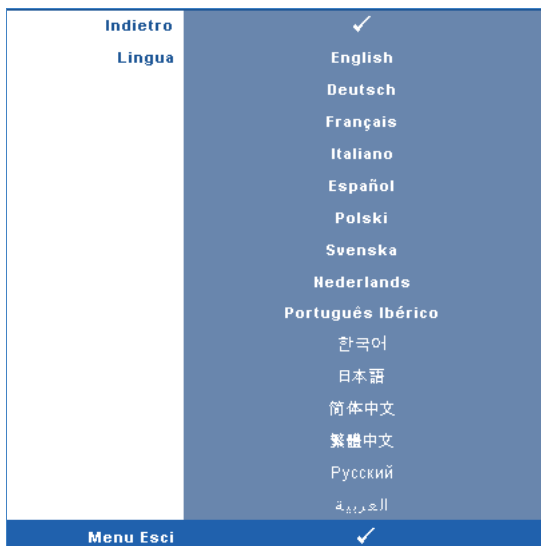 Indietro ✓
Lingua English
Deutsch
Français
Italiano
Español
Polski
Svenska
Nederlands
Português Ibérico
한국어
日本語
简体中文
繁體中文
Русский
العربية
Menu Esci ✓